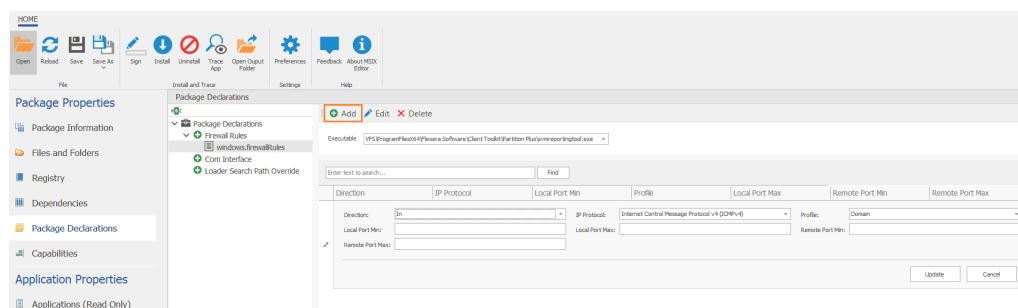 HOME
Open Reload Save Save As Sign Install Uninstall Trace App Open Ouput Folder Preferences Feedback About MSIX Editor
File Install and Trace Settings Help
Package Properties
Package Information
Files and Folders
Registry
Dependencies
Package Declarations
Capabilities
Application Properties
Applications (Read Only)
Package Declarations
Package Declarations
Firewall Rules
windows.firewallRules
Com Interface
Loader Search Path Override
Add Edit Delete
Executable VFS\ProgramFilesX64\Flexera Software\Client Toolkit\Partition Plus\pvmreportingtool.exe
Enter text to search... Find
Direction IP Protocol Local Port Min Profile Local Port Max Remote Port Min Remote Port Max
Direction: In IP Protocol: Internet Control Message Protocol v4 (ICMPv4) Profile: Domain
Local Port Min: Local Port Max: Remote Port Min:
Remote Port Max:
Update Cancel